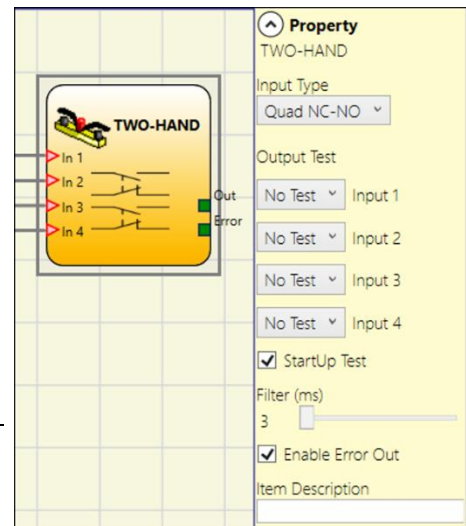 TWO-HAND
In 1
In 2
In 3
In 4
Out
Error
Property
TWO-HAND
Input Type
Quad NC-NO
Output Test
No Test Input 1
No Test Input 2
No Test Input 3
No Test Input 4
StartUp Test
Filter (ms)
3
Enable Error Out
Item Description